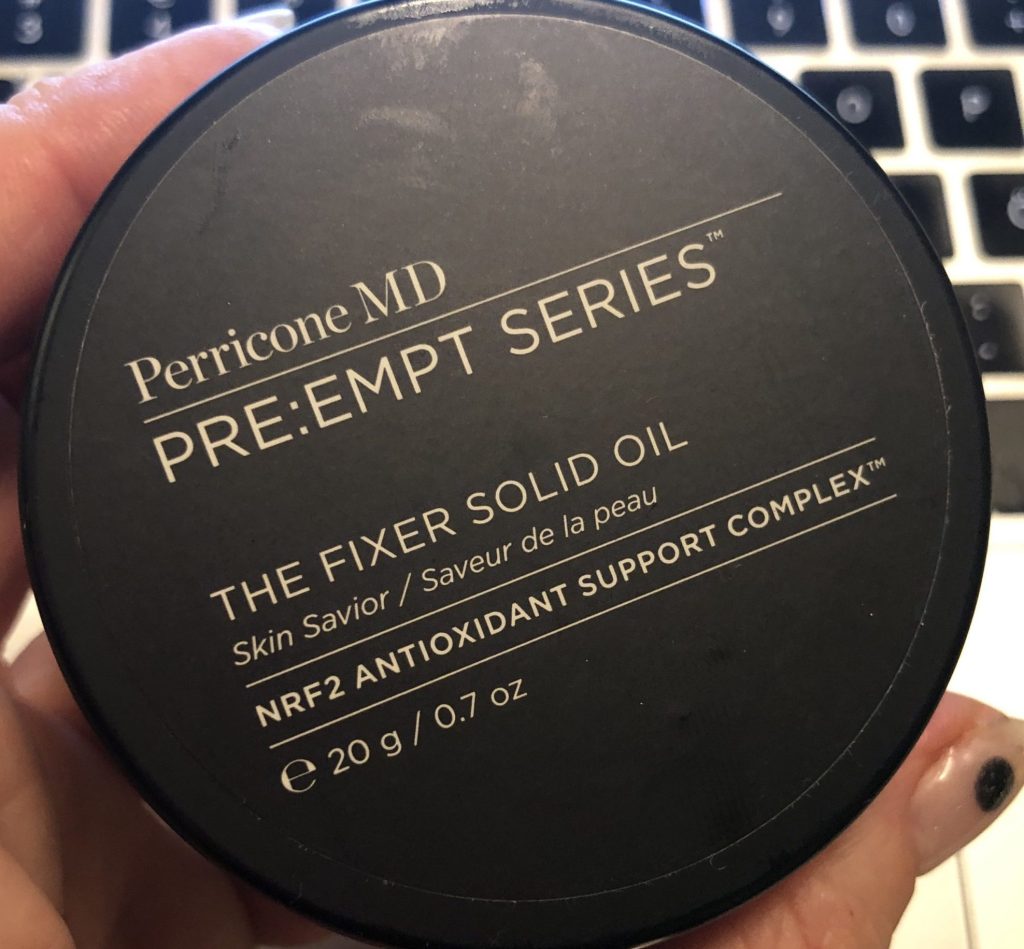 Perricone MD
PRE:EMPT SERIES™
THE FIXER SOLID OIL
Skin Savior / Saveur de la peau
NRF2 ANTIOXIDANT SUPPORT COMPLEX™
℮ 20 g / 0.7 oz